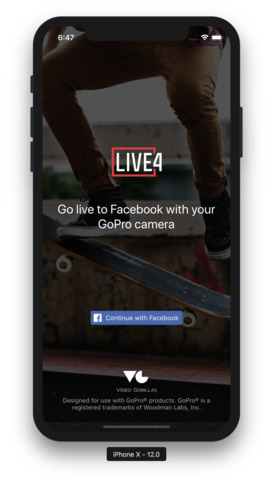 6:47
LIVE4
Go live to Facebook with your
GoPro camera
f Continue with Facebook
VG
VIDEO GORILLAS
Designed for use with GoPro® products. GoPro® is a
registered trademarks of Woodman Labs, Inc.
iPhone X - 12.0